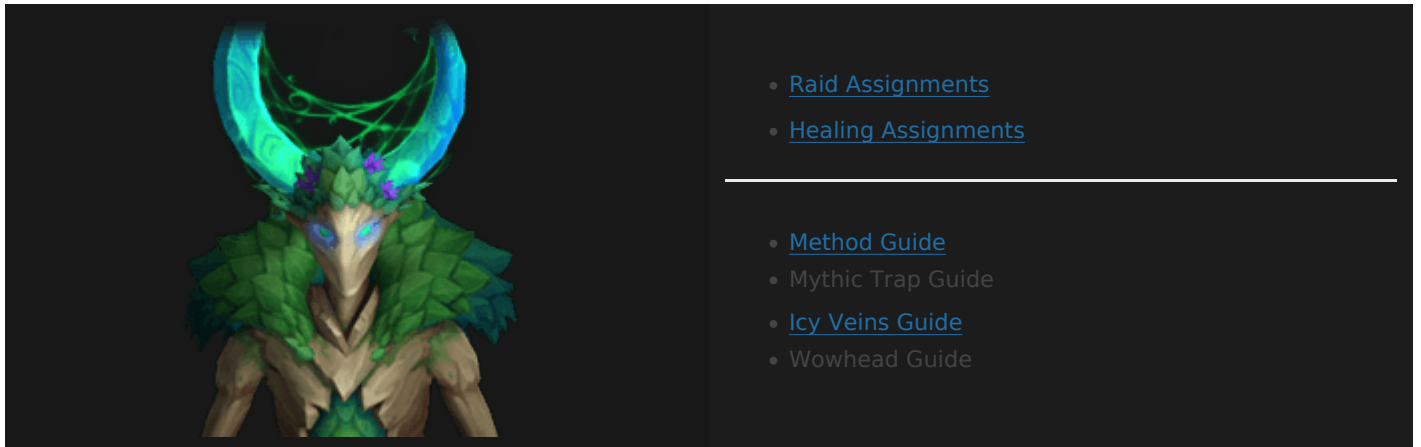 Raid Assignments
Healing Assignments
Method Guide
Mythic Trap Guide
Icy Veins Guide
Wowhead Guide